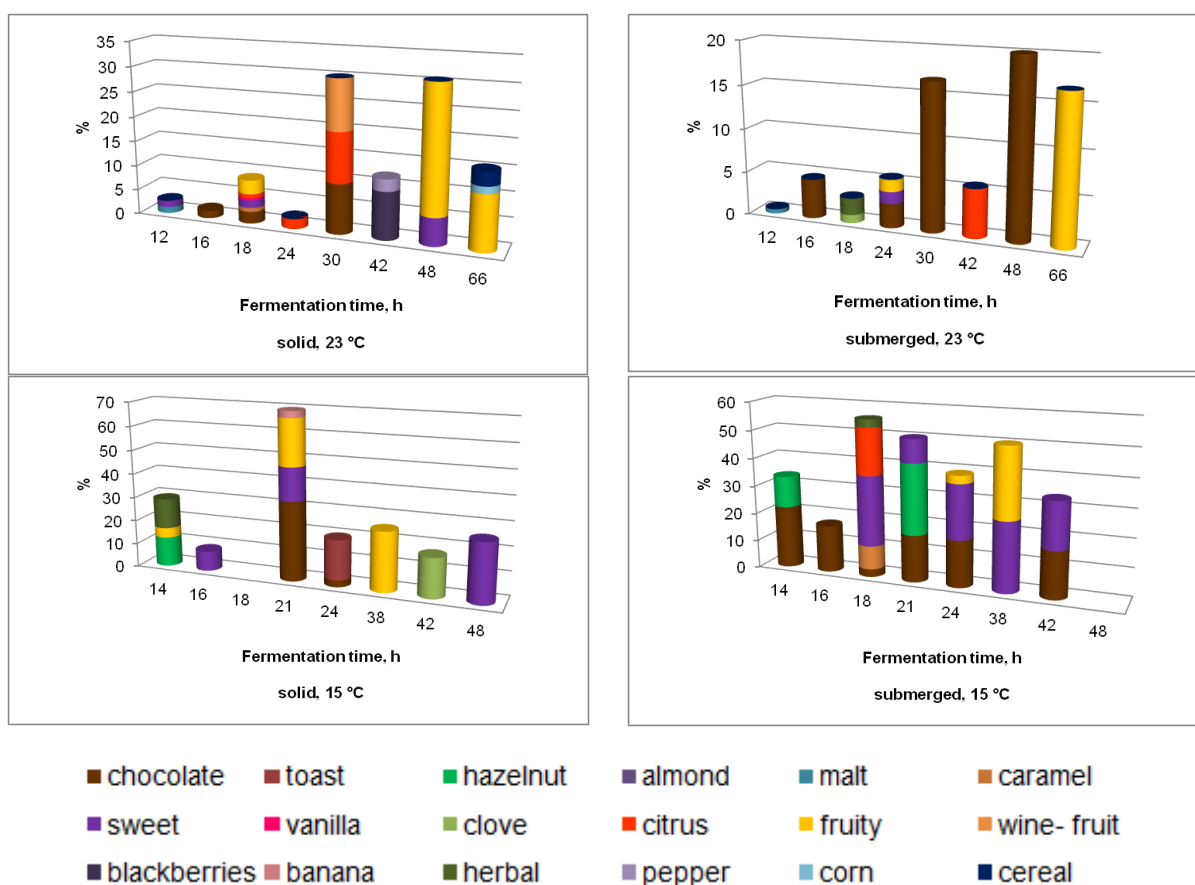 35
30
25
20
15
10
5
0
%
12 16 18 24 30 42 48 66
Fermentation time, h
solid, 23 °C
20
15
10
5
0
%
12 16 18 24 30 42 48 66
Fermentation time, h
submerged, 23 °C
70
60
50
40
30
20
10
0
%
14 16 18 21 24 38 42 48
Fermentation time, h
solid, 15 °C
60
50
40
30
20
10
0
%
14 16 18 21 24 38 42 48
Fermentation time, h
submerged, 15 °C
chocolate toast hazelnut almond malt caramel
sweet vanilla clove citrus fruity wine- fruit
blackberries banana herbal pepper corn cereal